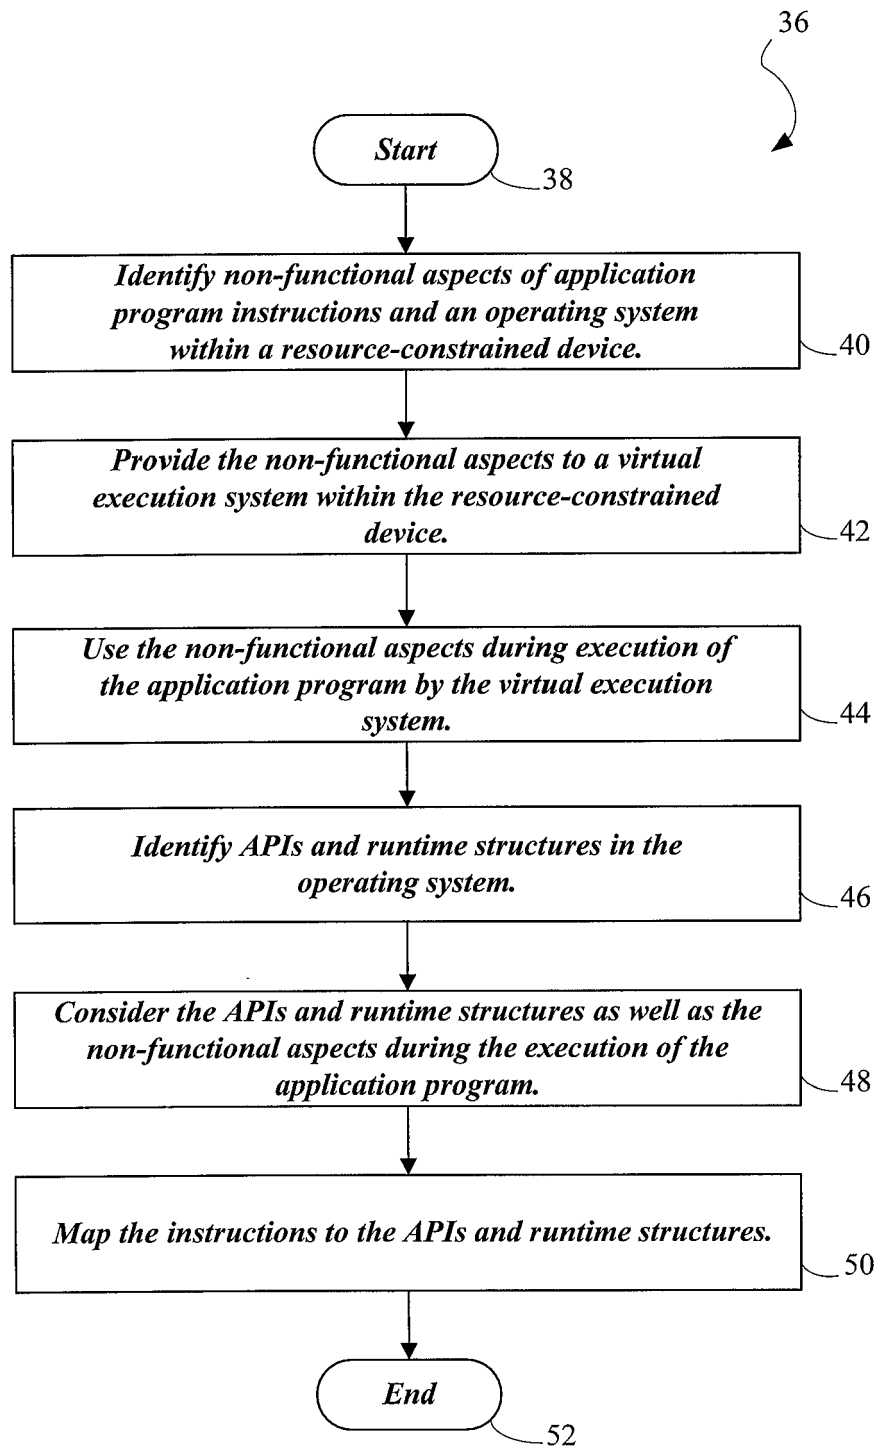 36
Start
38
Identify non-functional aspects of application
program instructions and an operating system
within a resource-constrained device.
40
Provide the non-functional aspects to a virtual
execution system within the resource-constrained
device.
42
Use the non-functional aspects during execution of
the application program by the virtual execution
system.
44
Identify APIs and runtime structures in the
operating system.
46
Consider the APIs and runtime structures as well as the
non-functional aspects during the execution of the
application program.
48
Map the instructions to the APIs and runtime structures.
50
End
52